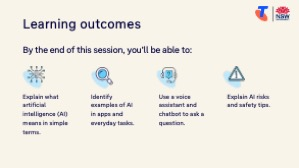 Learning outcomes
By the end of this session, you'll be able to:
Explain what
artificial
intelligence (AI)
means in simple
terms.
Identify
examples of AI
in apps and
everyday tasks.
Use a voice
assistant and
chatbot to ask a
question.
Explain AI risks
and safety tips.